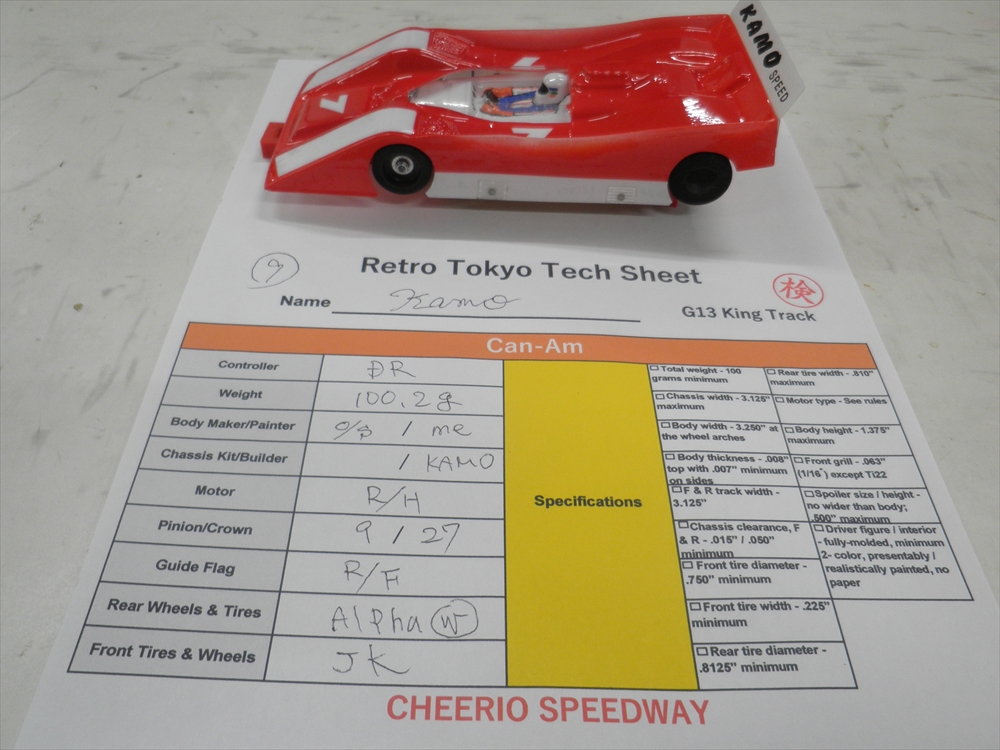 KAMO
SPEED
7
9
Retro Tokyo Tech Sheet
検
Name Kamo
G13 King Track
Can-Am
Controller DR
Weight 100.2g
Body Maker/Painter O/S / me
Chassis Kit/Builder / KAMO
Motor R/H
Pinion/Crown 9 / 27
Guide Flag R/F
Rear Wheels & Tires Alpha W
Front Tires & Wheels JK
Specifications
Total weight - 100
grams minimum
Chassis width - 3.125"
maximum
Body width - 3.250" at
the wheel arches
Body thickness - .008"
top with .007" minimum
on sides
F & R track width -
3.125"
Chassis clearance, F
& R - .015" / .050"
minimum
Front tire diameter -
.750" minimum
Front tire width - .225"
minimum
Rear tire diameter -
.8125" minimum
Rear tire width - .810"
maximum
Motor type - See rules
Body height - 1.375"
maximum
Front grill - .063"
(1/16") except Ti22
Spoiler size / height -
no wider than body;
.500" maximum
Driver figure / interior
- fully-molded, minimum
2- color, presentably /
realistically painted, no
paper
CHEERIO SPEEDWAY